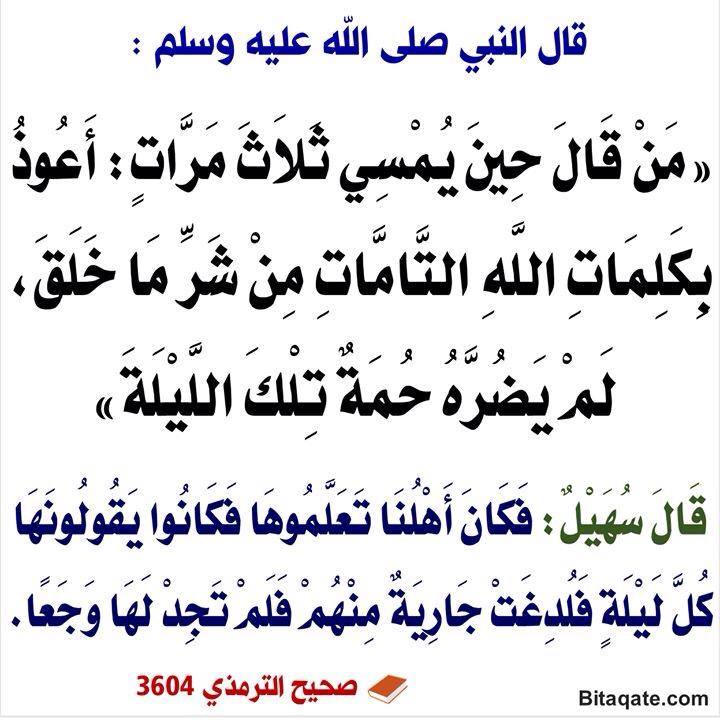 قال النبي صلى الله عليه وسلم :
« مَنْ قَالَ حِينَ يُمْسِي ثَلَاثَ مَرَّاتٍ : أَعُوذُ
بِكَلِمَاتِ اللَّهِ التَّامَّاتِ مِنْ شَرِّ مَا خَلَقَ ،
لَمْ يَضُرَّهُ حُمَةٌ تِلْكَ اللَّيْلَةَ »
قَالَ سُهَيْلٌ : فَكَانَ أَهْلُنَا تَعَلَّمُوهَا فَكَانُوا يَقُولُونَهَا
كُلَّ لَيْلَةٍ فَلُدِغَتْ جَارِيَةٌ مِنْهُمْ فَلَمْ تَجِدْ لَهَا وَجَعًا .
صحيح الترمذي 3604
Bitaqate.com